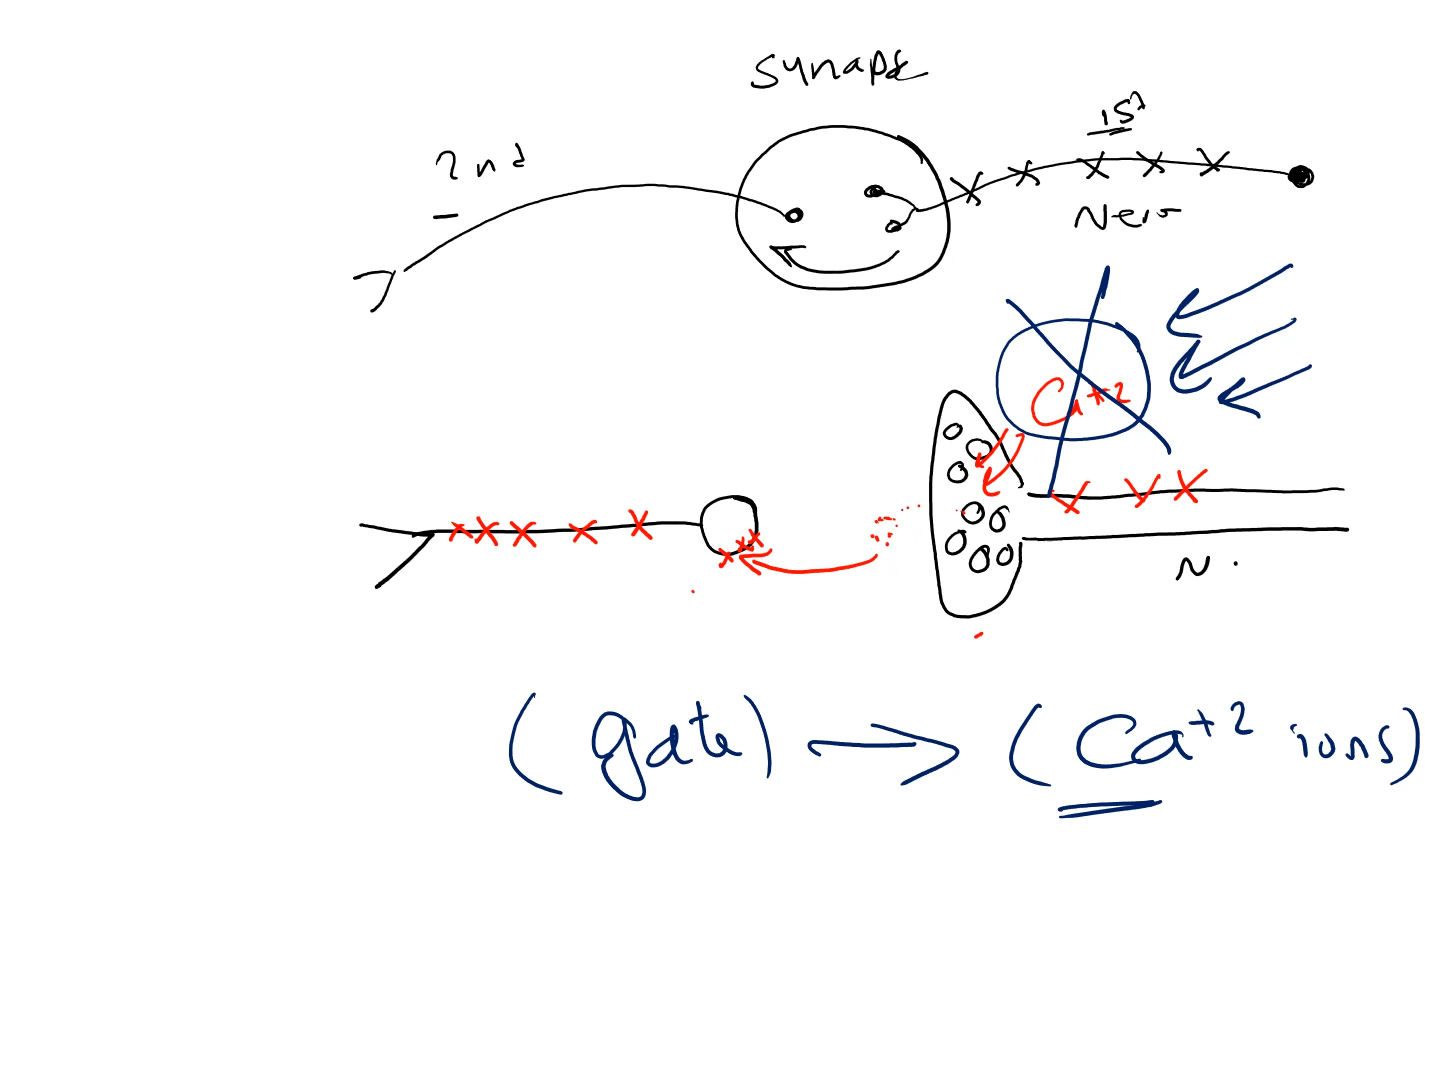 Synapse
1st
2nd
Ca+2
N.
(gate) → (Ca+2 ions)